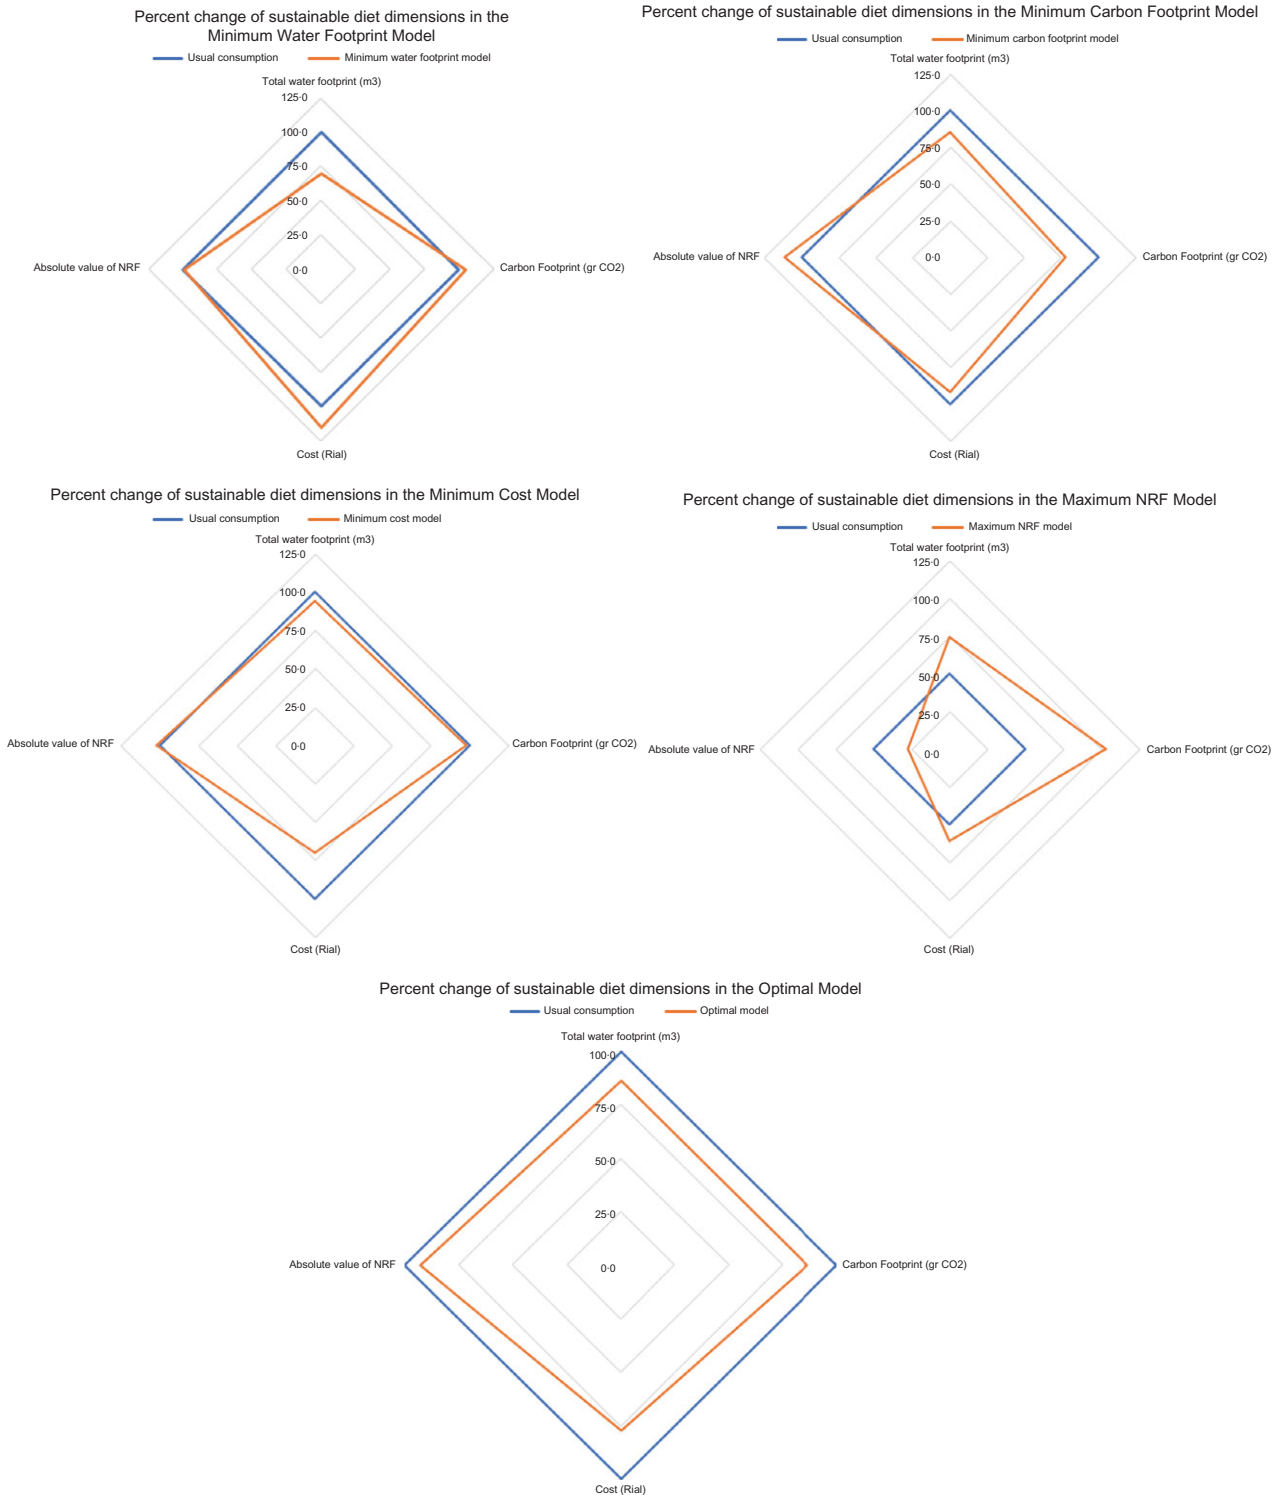 Percent change of sustainable diet dimensions in the
Minimum Water Footprint Model
Usual consumption
Minimum water footprint model
Total water footprint (m3)
125·0
100·0
75·0
50·0
25·0
0·0
Absolute value of NRF
Carbon Footprint (gr CO2)
Cost (Rial)
Percent change of sustainable diet dimensions in the Minimum Carbon Footprint Model
Usual consumption
Minimum carbon footprint model
Total water footprint (m3)
125·0
100·0
75·0
50·0
25·0
0·0
Absolute value of NRF
Carbon Footprint (gr CO2)
Cost (Rial)
Percent change of sustainable diet dimensions in the Minimum Cost Model
Usual consumption
Minimum cost model
Total water footprint (m3)
125·0
100·0
75·0
50·0
25·0
0·0
Absolute value of NRF
Carbon Footprint (gr CO2)
Cost (Rial)
Percent change of sustainable diet dimensions in the Maximum NRF Model
Usual consumption
Maximum NRF model
Total water footprint (m3)
125·0
100·0
75·0
50·0
25·0
0·0
Absolute value of NRF
Carbon Footprint (gr CO2)
Cost (Rial)
Percent change of sustainable diet dimensions in the Optimal Model
Usual consumption
Optimal model
Total water footprint (m3)
100·0
75·0
50·0
25·0
0·0
Absolute value of NRF
Carbon Footprint (gr CO2)
Cost (Rial)